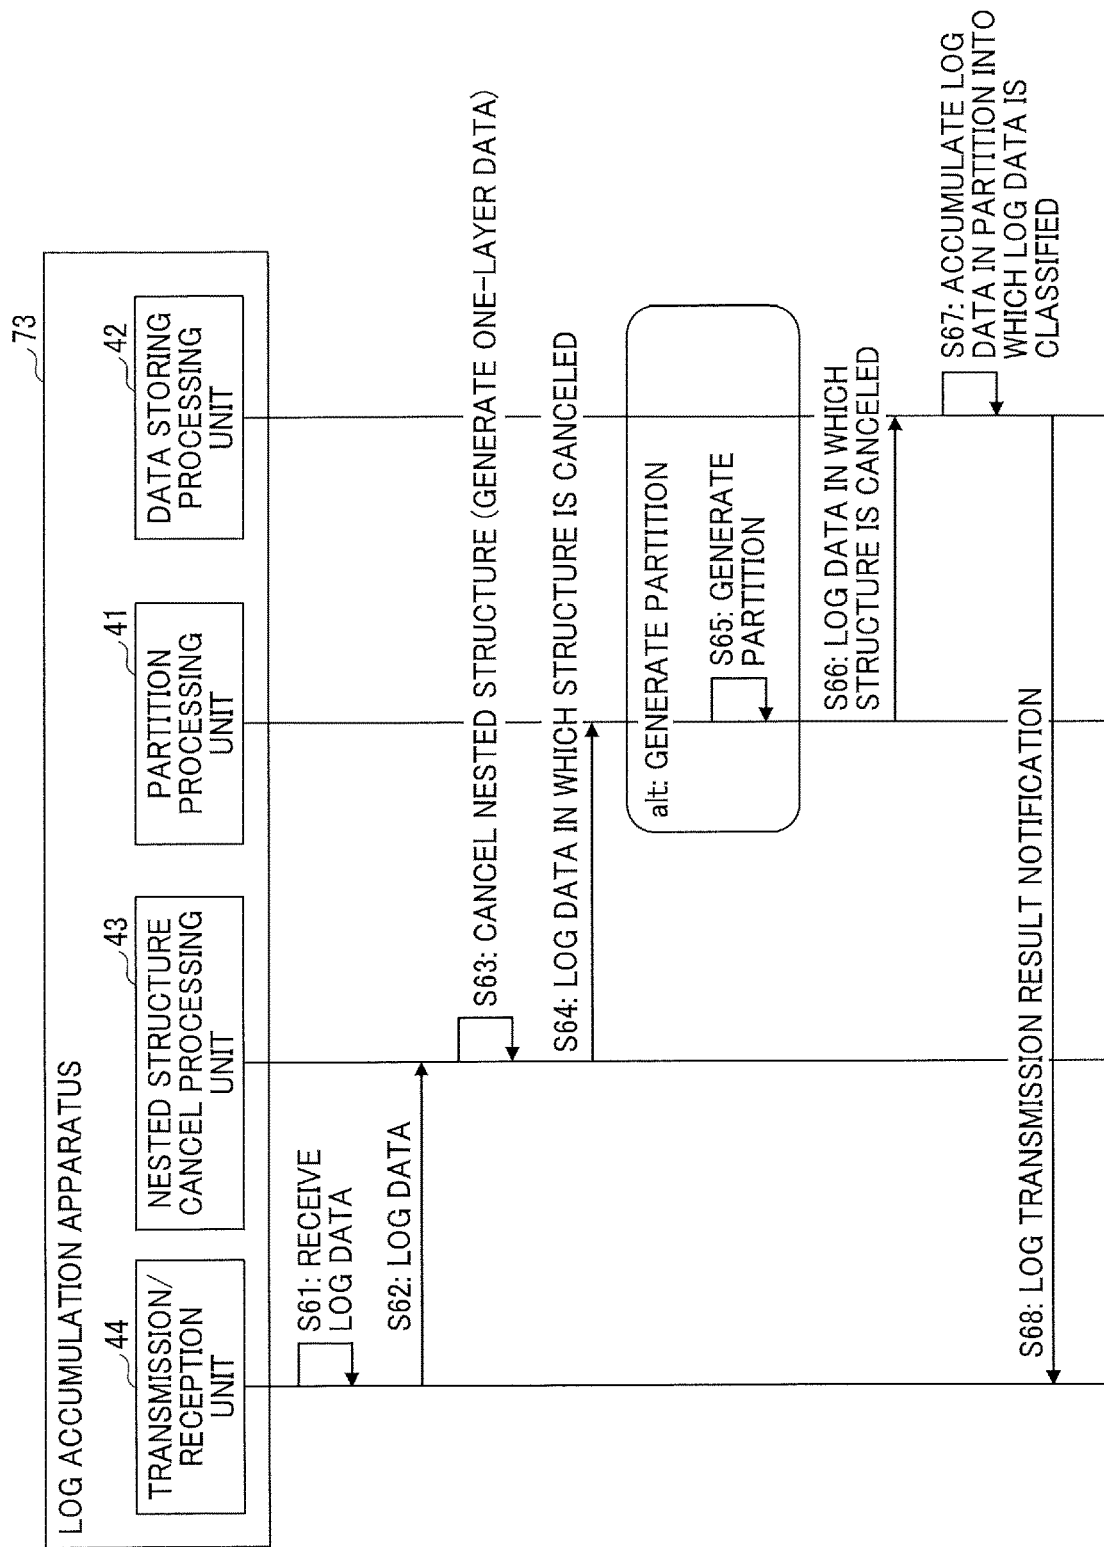 73
LOG ACCUMULATION APPARATUS
44
TRANSMISSION/
RECEPTION
UNIT
43
NESTED STRUCTURE
CANCEL PROCESSING
UNIT
41
PARTITION
PROCESSING
UNIT
42
DATA STORING
PROCESSING
UNIT
S61: RECEIVE
LOG DATA
S62: LOG DATA
S63: CANCEL NESTED STRUCTURE (GENERATE ONE-LAYER DATA)
S64: LOG DATA IN WHICH STRUCTURE IS CANCELED
alt: GENERATE PARTITION
S65: GENERATE
PARTITION
S66: LOG DATA IN WHICH
STRUCTURE IS CANCELED
S67: ACCUMULATE LOG
DATA IN PARTITION INTO
WHICH LOG DATA IS
CLASSIFIED
S68: LOG TRANSMISSION RESULT NOTIFICATION